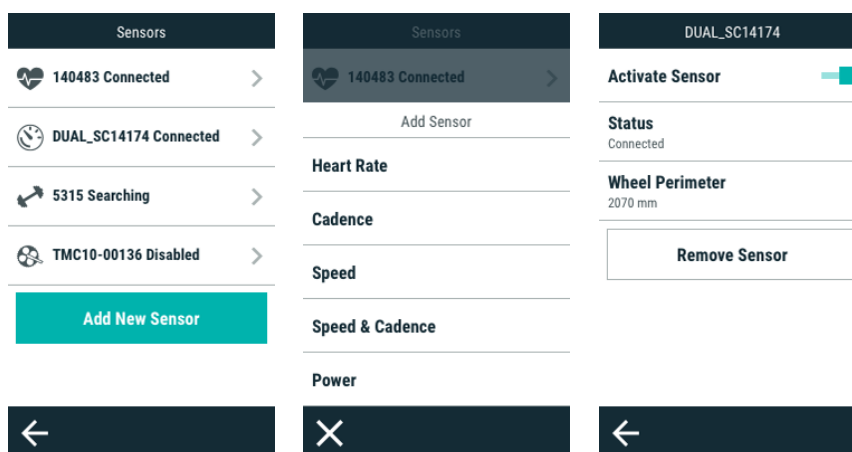 Sensors
140483 Connected
DUAL_SC14174 Connected
5315 Searching
TMC10-00136 Disabled
Add New Sensor
Sensors
140483 Connected
Add Sensor
Heart Rate
Cadence
Speed
Speed & Cadence
Power
DUAL_SC14174
Activate Sensor
Status
Connected
Wheel Perimeter
2070 mm
Remove Sensor